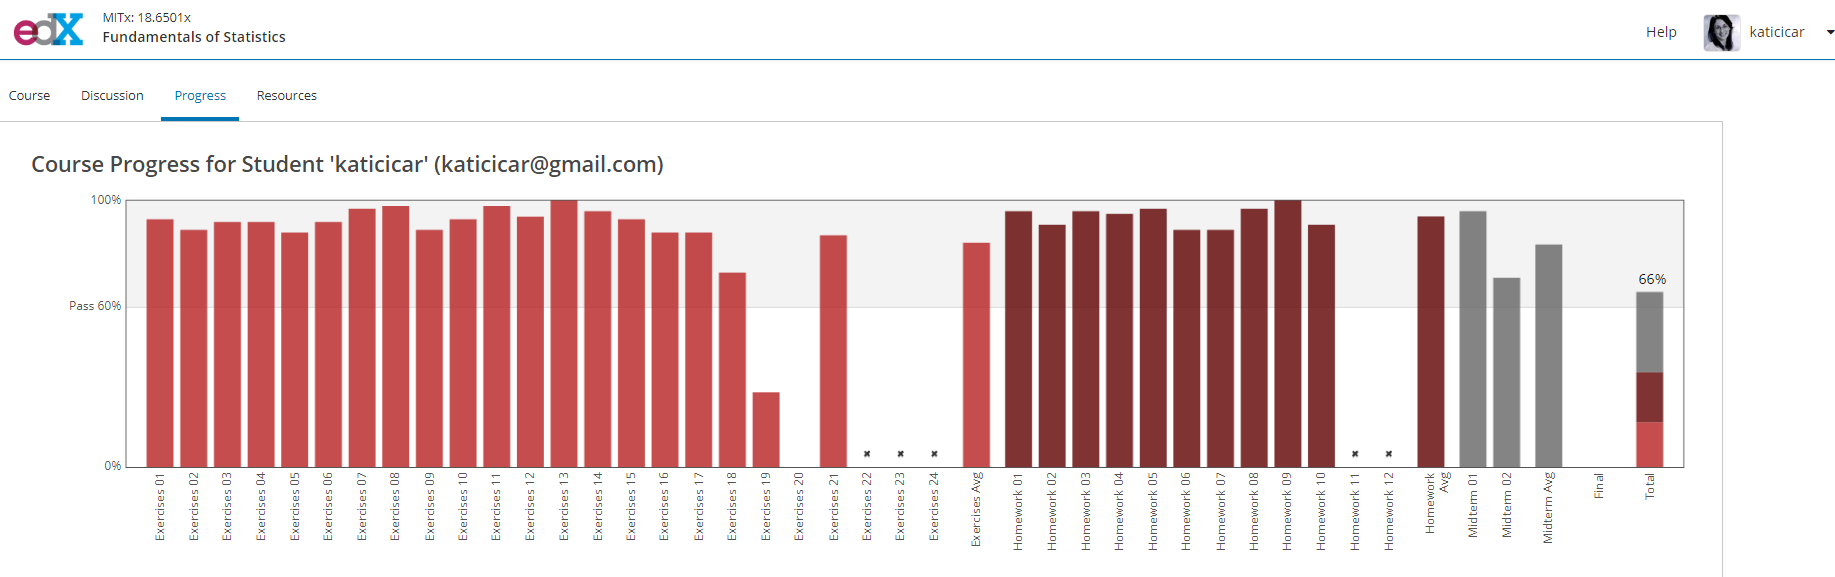 edX
MITx: 18.6501x
Fundamentals of Statistics
Help
katicicar
Course
Discussion
Progress
Resources
Course Progress for Student 'katicicar' (katicicar@gmail.com)
100%
Pass 60%
0%
66%
Exercises 01
Exercises 02
Exercises 03
Exercises 04
Exercises 05
Exercises 06
Exercises 07
Exercises 08
Exercises 09
Exercises 10
Exercises 11
Exercises 12
Exercises 13
Exercises 14
Exercises 15
Exercises 16
Exercises 17
Exercises 18
Exercises 19
Exercises 20
Exercises 21
Exercises 22
Exercises 23
Exercises 24
Exercises Avg
Homework 01
Homework 02
Homework 03
Homework 04
Homework 05
Homework 06
Homework 07
Homework 08
Homework 09
Homework 10
Homework 11
Homework 12
Homework
Avg
Midterm 01
Midterm 02
Midterm Avg
Final
Total